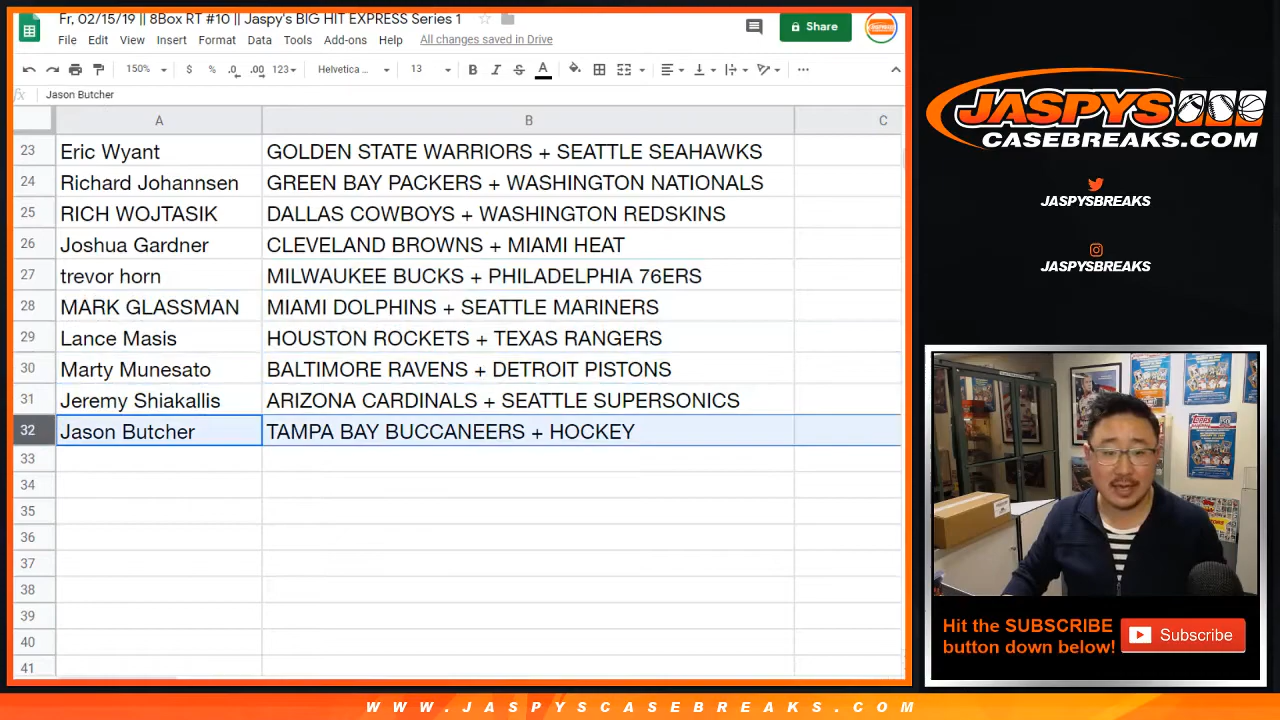 Fr, 02/15/19 || 8Box RT #10 || Jaspy's BIG HIT EXPRESS Series 1
Share
File Edit View Insert Format Data Tools Add-ons Help All changes saved in Drive
150% $ % .0 .00 123 Helvetica ... 13 B I S A
fx Jason Butcher
A B C
23 Eric Wyant GOLDEN STATE WARRIORS + SEATTLE SEAHAWKS
24 Richard Johannsen GREEN BAY PACKERS + WASHINGTON NATIONALS
25 RICH WOJTASIK DALLAS COWBOYS + WASHINGTON REDSKINS
26 Joshua Gardner CLEVELAND BROWNS + MIAMI HEAT
27 trevor horn MILWAUKEE BUCKS + PHILADELPHIA 76ERS
28 MARK GLASSMAN MIAMI DOLPHINS + SEATTLE MARINERS
29 Lance Masis HOUSTON ROCKETS + TEXAS RANGERS
30 Marty Munesato BALTIMORE RAVENS + DETROIT PISTONS
31 Jeremy Shiakallis ARIZONA CARDINALS + SEATTLE SUPERSONICS
32 Jason Butcher TAMPA BAY BUCCANEERS + HOCKEY
33
34
35
36
37
38
39
40
41
JASPYS
CASEBREAKS.COM
JASPYSBREAKS
JASPYSBREAKS
Hit the SUBSCRIBE
button down below!
Subscribe
WWW.JASPYSCASEBREAKS.COM